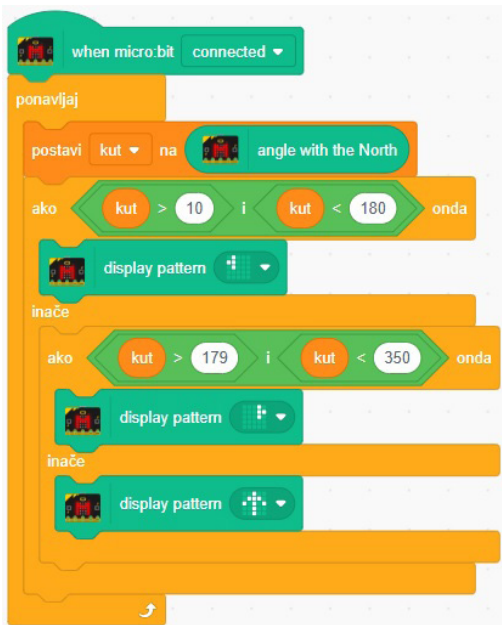 when micro:bit connected
ponavljaj
postavi kut na angle with the North
ako kut > 10 i kut < 180 onda
display pattern
inače
ako kut > 179 i kut < 350 onda
display pattern
inače
display pattern